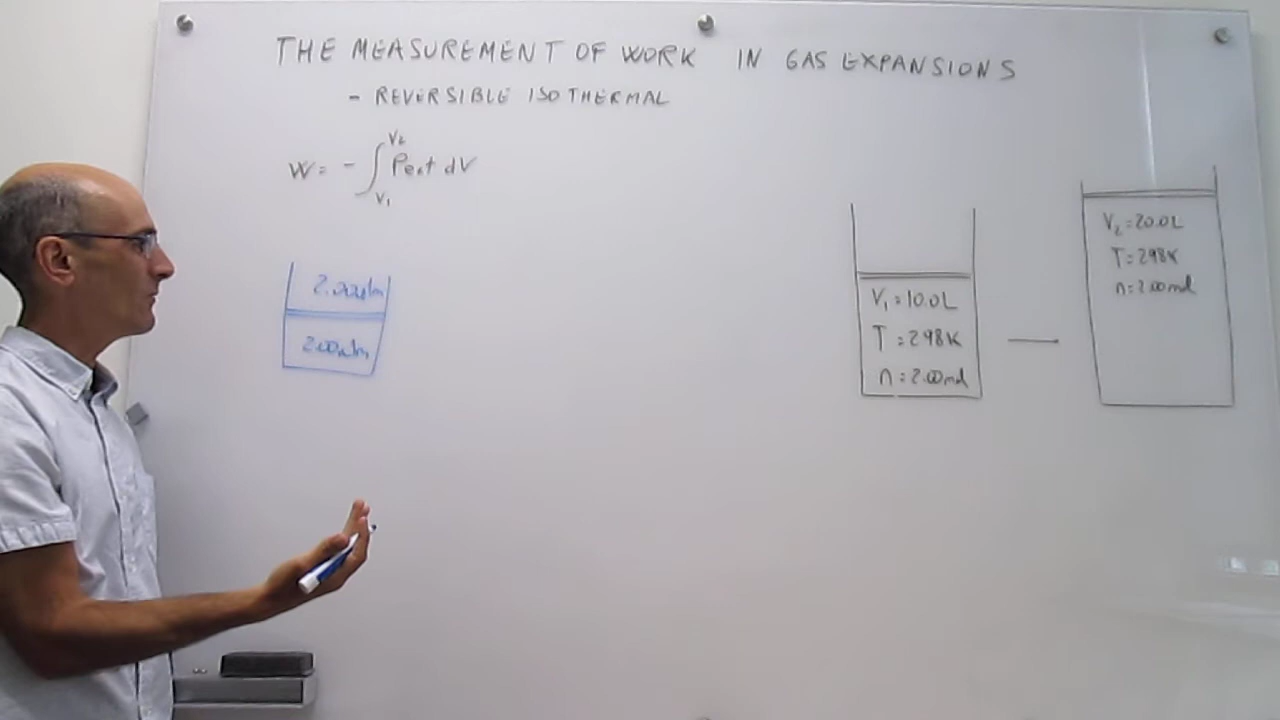 THE MEASUREMENT OF WORK IN GAS EXPANSIONS
- REVERSIBLE ISOTHERMAL
W = - ∫ Pext dV
V2
V1
2.00atm
2.00atm
V1 = 10.0L
T = 298K
n = 2.00mol
V2 = 20.0L
T = 298K
n = 2.00mol